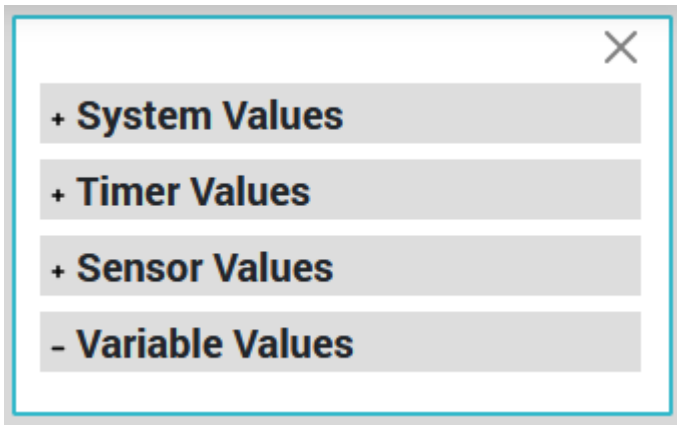 + System Values
+ Timer Values
+ Sensor Values
- Variable Values